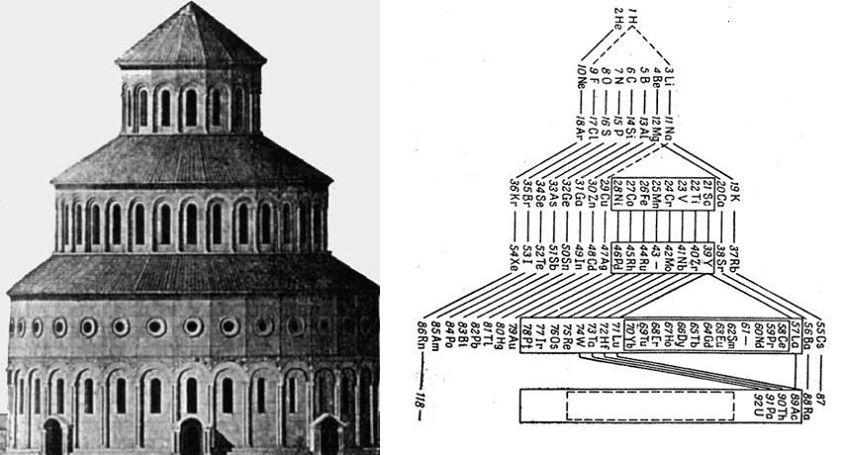 1 H
2 He
3 Li
4 Be
5 B
6 C
7 N
8 O
9 F
10 Ne
11 Na
12 Mg
13 Al
14 Si
15 P
16 S
17 Cl
18 Ar
19 K
20 Ca
21 Sc
22 Ti
23 V
24 Cr
25 Mn
26 Fe
27 Co
28 Ni
29 Cu
30 Zn
31 Ga
32 Ge
33 As
34 Se
35 Br
36 Kr
37 Rb
38 Sr
39 Y
40 Zr
41 Nb
42 Mo
43 —
44 Ru
45 Rh
46 Pd
47 Ag
48 Cd
49 In
50 Sn
51 Sb
52 Te
53 I
54 Xe
55 Cs
56 Ba
57 La
58 Ce
59 Pr
60 Nd
61 —
62 Sm
63 Eu
64 Gd
65 Tb
66 Dy
67 Ho
68 Er
69 Tu
70 Yb
71 Lu
72 Hf
73 Ta
74 W
75 Re
76 Os
77 Ir
78 Pt
79 Au
80 Hg
81 Tl
82 Pb
83 Bi
84 Po
85 Am
86 Rn
87
88 Ra
89 Ac
90 Th
91 Pa
92 U
118 —